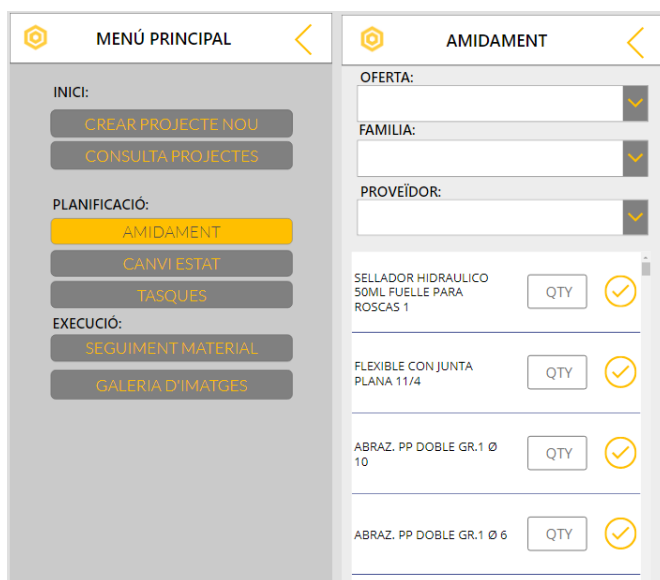 MENÚ PRINCIPAL
INICI:
CREAR PROJECTE NOU
CONSULTA PROJECTES
PLANIFICACIÓ:
AMIDAMENT
CANVI ESTAT
TASQUES
EXECUCIÓ:
SEGUIMENT MATERIAL
GALERIA D'IMATGES
AMIDAMENT
OFERTA:
FAMILIA:
PROVEÏDOR:
SELLADOR HIDRAULICO
50ML FUELLE PARA
ROSCAS 1
QTY
FLEXIBLE CON JUNTA
PLANA 11/4
QTY
ABRAZ. PP DOBLE GR.1 Ø
10
QTY
ABRAZ. PP DOBLE GR.1 Ø 6
QTY